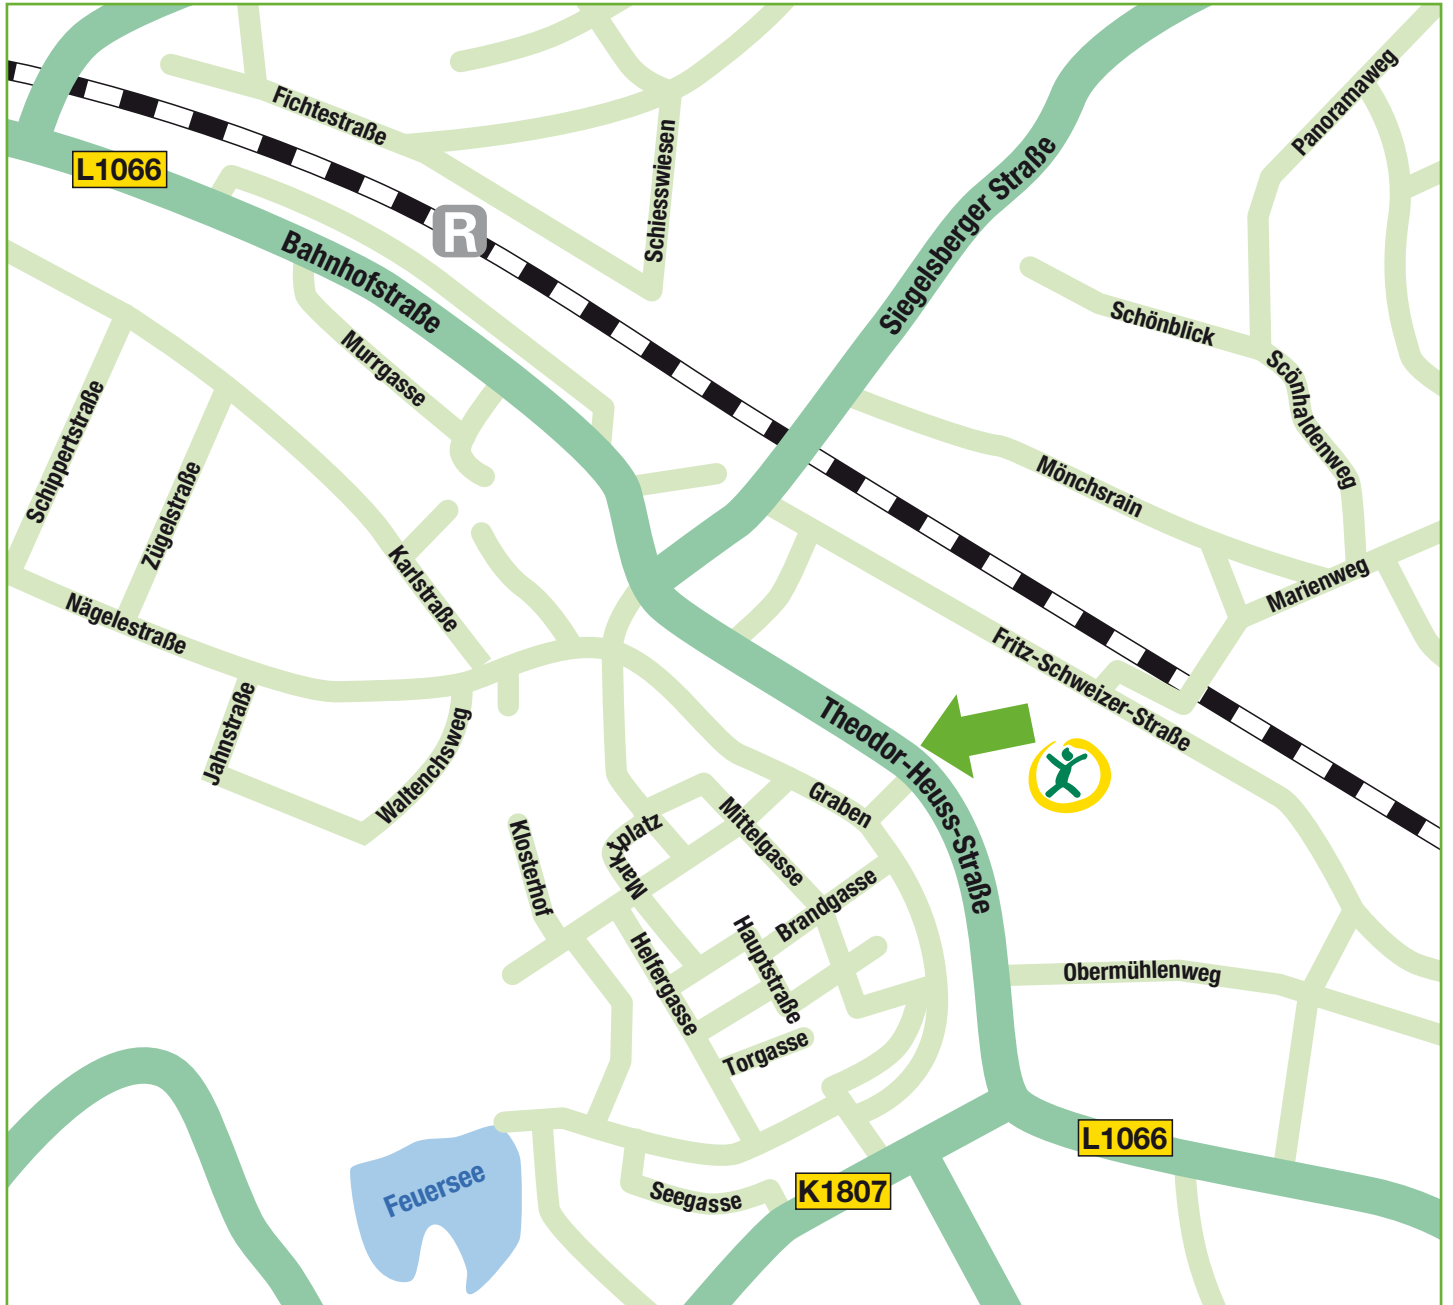 Panoramaweg
Fichtestraße
L1066
Schiesswiesen
R
Siegelsberger Straße
Bahnhofstraße
Schönblick
Murrgasse
Scönhaldenweg
Schippertstraße
Zügelstraße
Mönchsrain
Karlstraße
Marienweg
Nägelestraße
Fritz-Schweizer-Straße
Jahnstraße
Waltenchsweg
Theodor-Heuss-Straße
Graben
Mittelgasse
Marktplatz
Klosterhof
Brandgasse
Hauptstraße
Helfergasse
Obermühlenweg
Torgasse
L1066
Feuersee
Seegasse
K1807